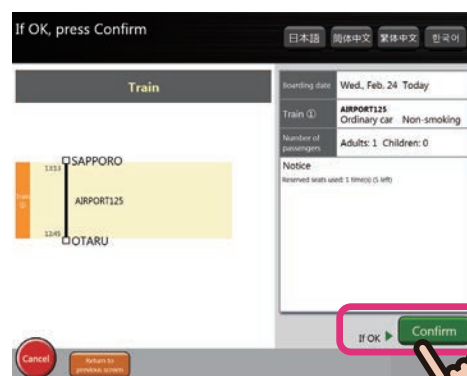 If OK, press Confirm
日本語
简体中文
繁体中文
한국어
Train
SAPPORO
AIRPORT125
OTARU
Boarding date
Wed., Feb. 24 Today
Train ①
AIRPORT125
Ordinary car Non-smoking
Number of
passengers
Adults: 1 Children: 0
Notice
Reserved seats used: 1 time(s) (5 left)
If OK ▶
Confirm
Cancel
Return to
previous screen